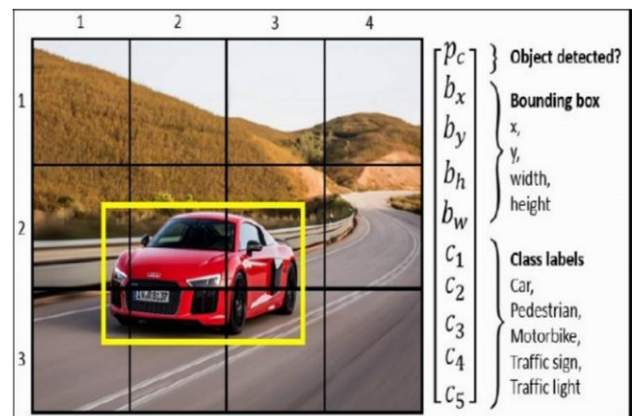 1 2 3 4
1
2
3
p_c
b_x
b_y
b_h
b_w
c_1
c_2
c_3
c_4
c_5
Object detected?
Bounding box
x,
y,
width,
height
Class labels
Car,
Pedestrian,
Motorbike,
Traffic sign,
Traffic light